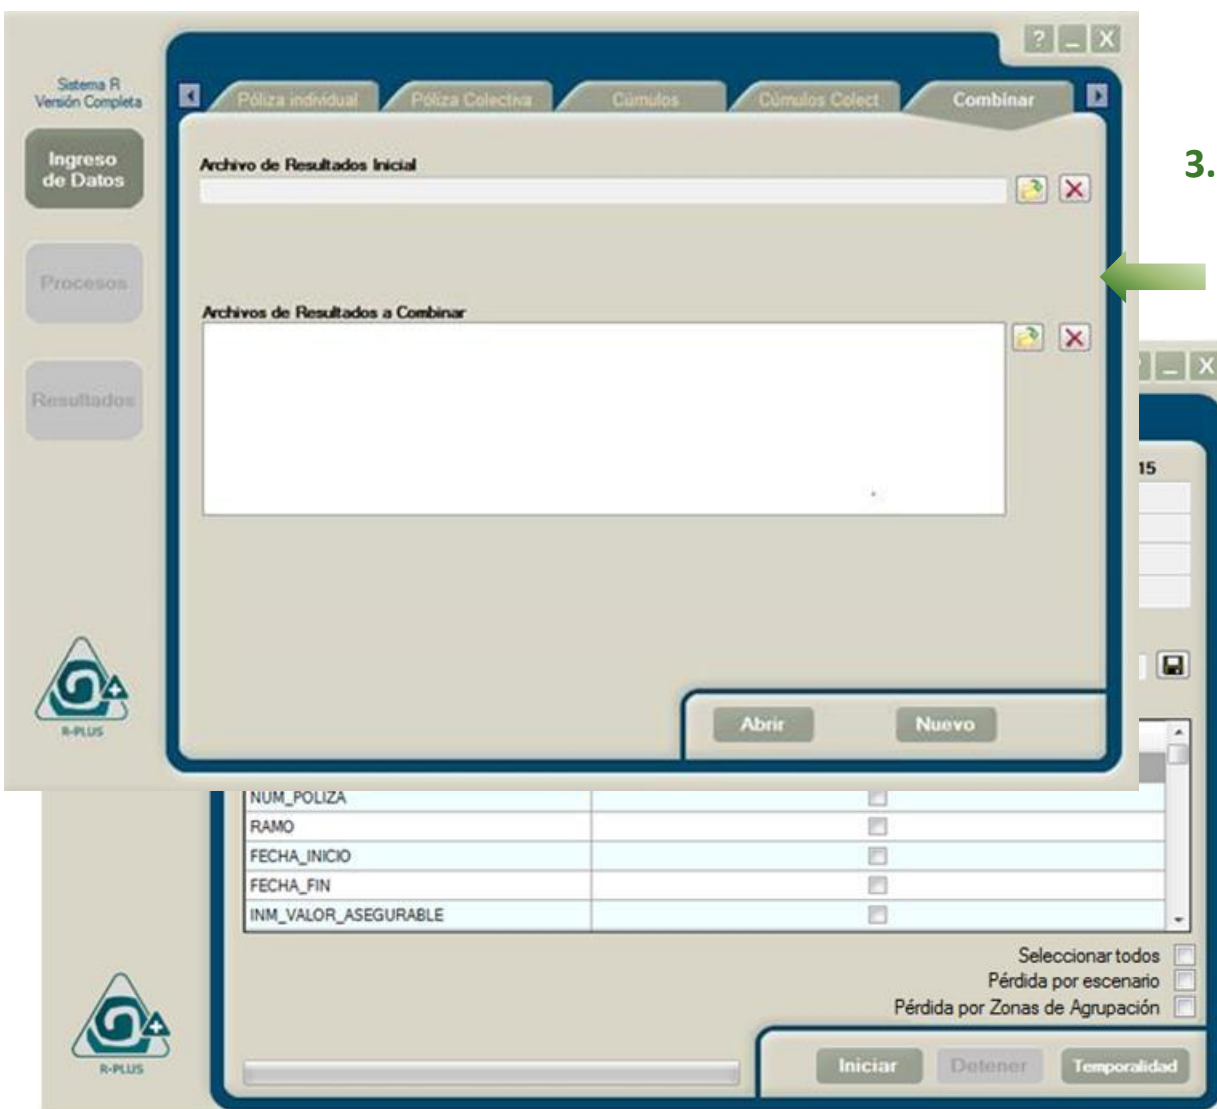 ? _ X
Sistema R
Versión Completa
Póliza individual Póliza Colectiva Cúmulos Cúmulos Colect Combinar
Ingreso
de Datos
Archivo de Resultados Inicial
3.
Procesos
Archivos de Resultados a Combinar
_ X
Resultados
15
R-PLUS
Abrir Nuevo
NUM_POLIZA
RAMO
FECHA_INICIO
FECHA_FIN
INM_VALOR_ASEGURABLE
Seleccionar todos
Pérdida por escenario
Pérdida por Zonas de Agrupación
R-PLUS
Iniciar Detener Temporalidad